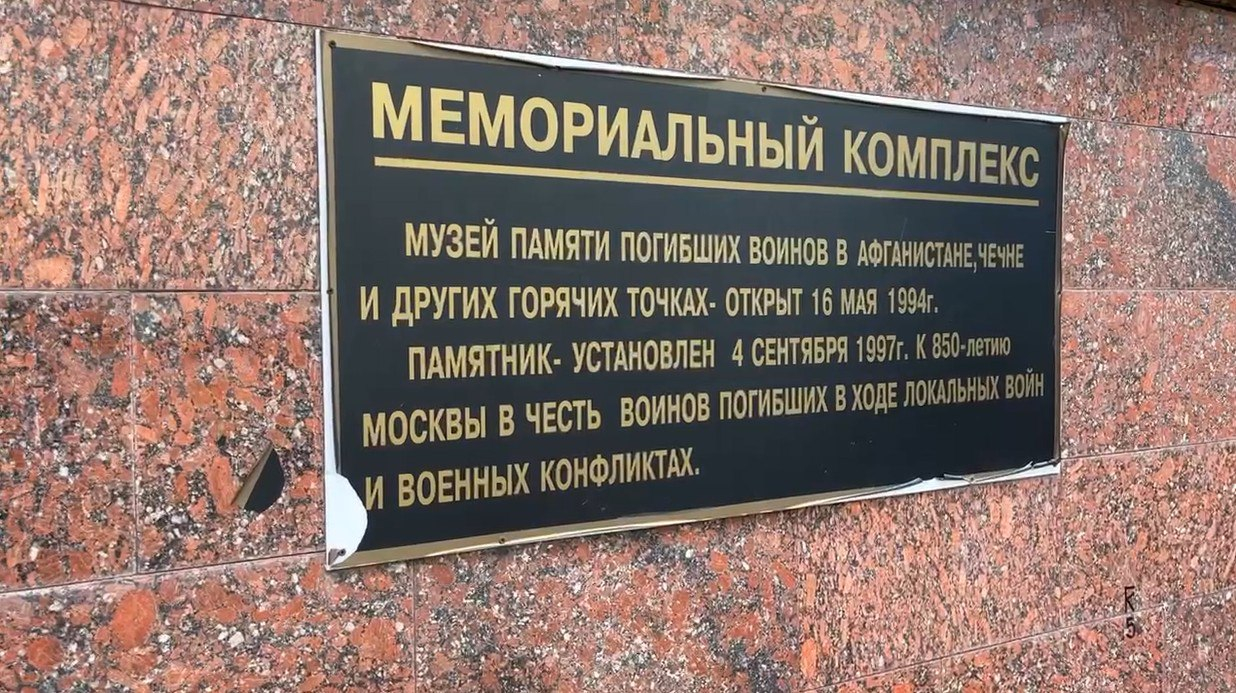 МЕМОРИАЛЬНЫЙ КОМПЛЕКС
МУЗЕЙ ПАМЯТИ ПОГИБШИХ ВОИНОВ В АФГАНИСТАНЕ,ЧЕЧНЕ
И ДРУГИХ ГОРЯЧИХ ТОЧКАХ- ОТКРЫТ 16 МАЯ 1994г.
ПАМЯТНИК- УСТАНОВЛЕН 4 СЕНТЯБРЯ 1997г. К 850-летию
МОСКВЫ В ЧЕСТЬ ВОИНОВ ПОГИБШИХ В ХОДЕ ЛОКАЛЬНЫХ ВОЙН
И ВОЕННЫХ КОНФЛИКТАХ.